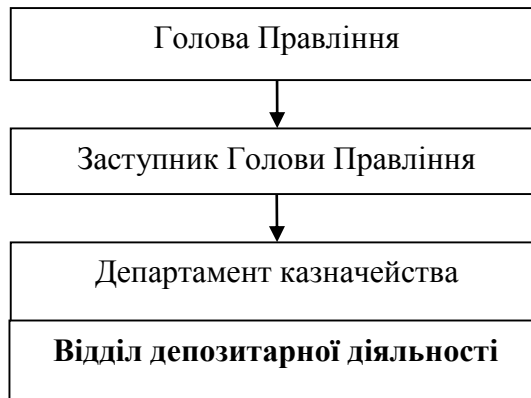 Голова Правління
Заступник Голови Правління
Департамент казначейства
Відділ депозитарної діяльності